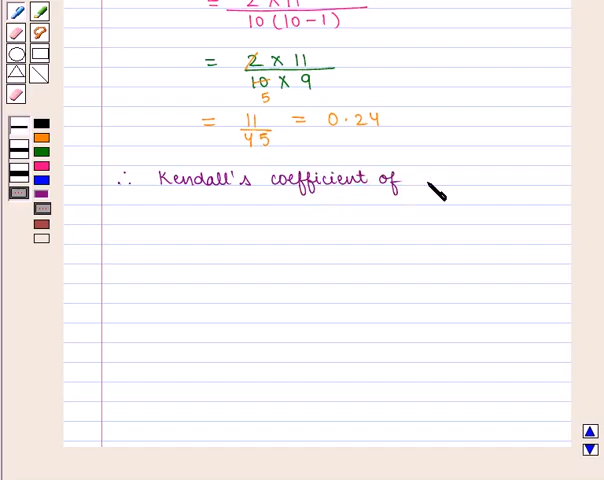 = 2 × 11 / 10(10-1)
= 2 × 11 / 10 × 9
5
= 11/45 = 0.24
∴ Kendall's coefficient of